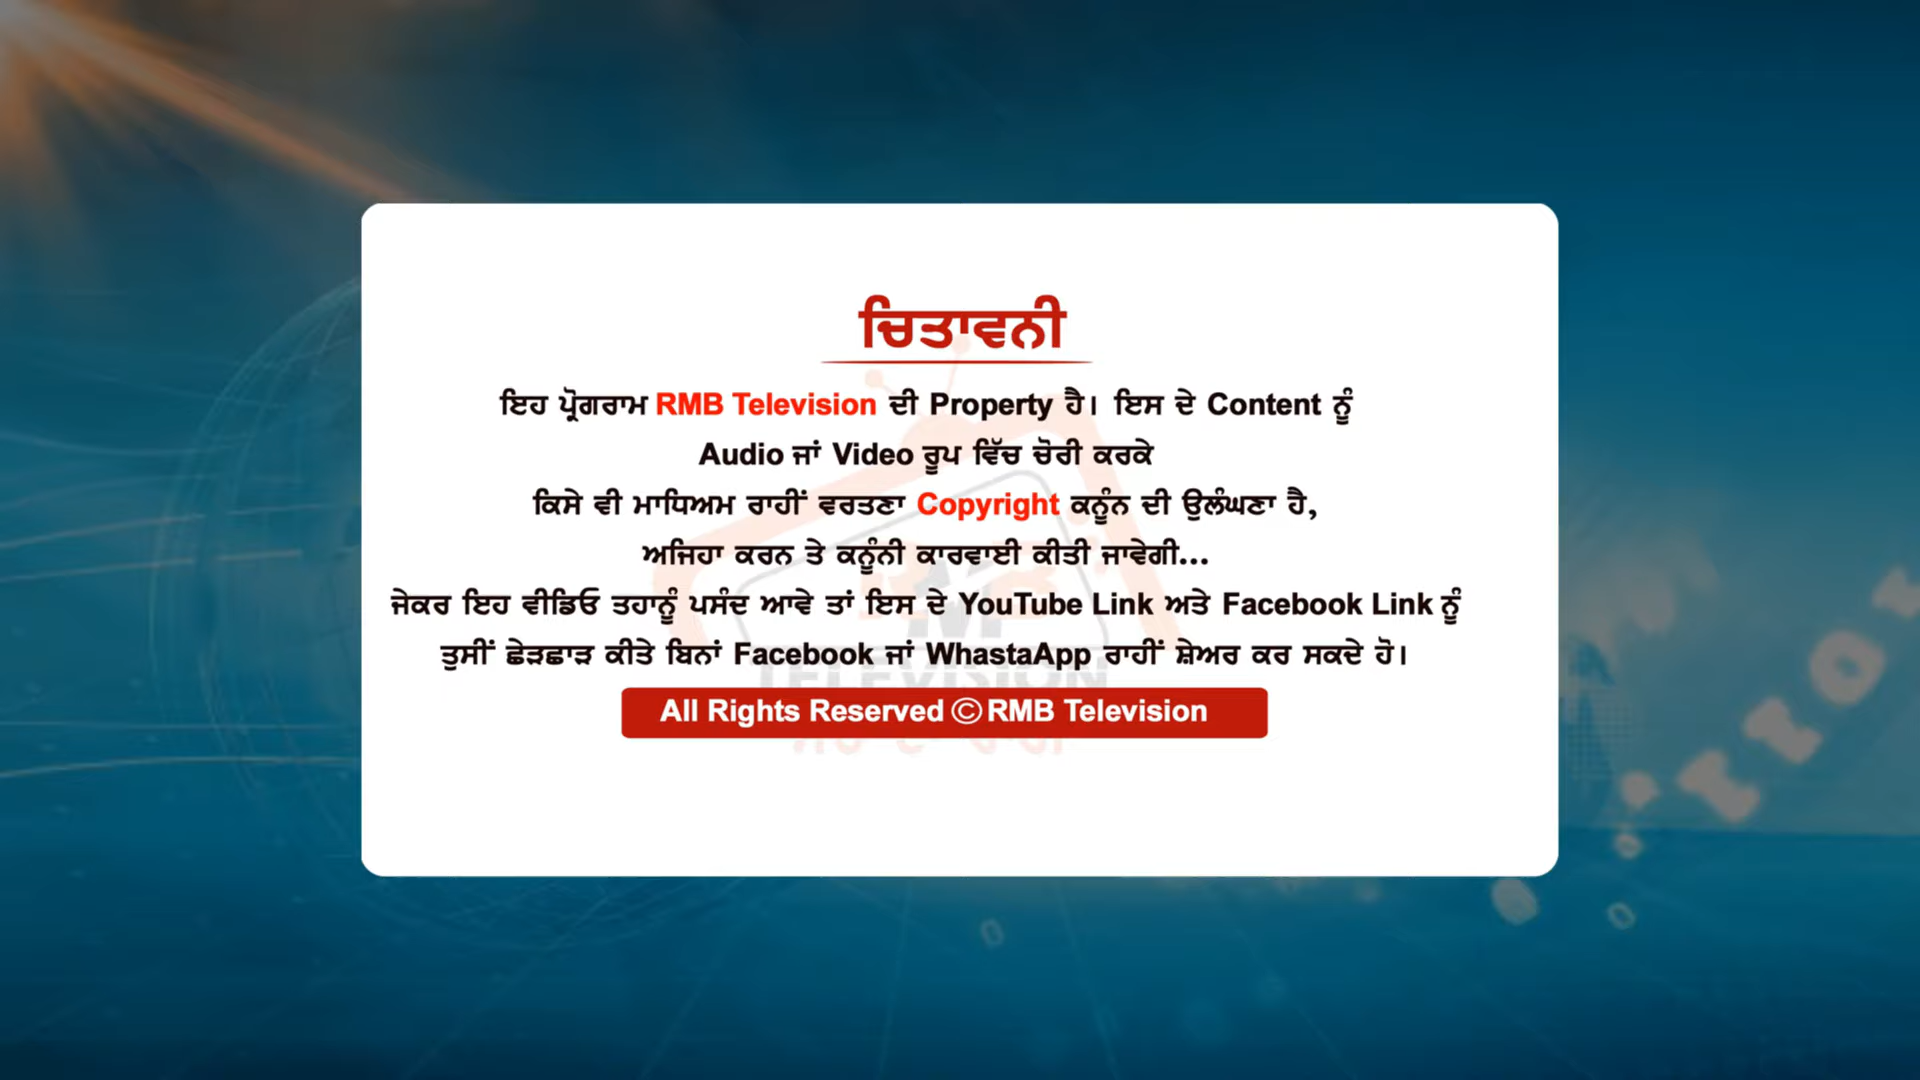 ਚਿਤਾਵਨੀ
ਇਹ ਪ੍ਰੋਗਰਾਮ RMB Television ਦੀ Property ਹੈ। ਇਸ ਦੇ Content ਨੂੰ
Audio ਜਾਂ Video ਰੂਪ ਵਿੱਚ ਚੋਰੀ ਕਰਕੇ
ਕਿਸੇ ਵੀ ਮਾਧਿਅਮ ਰਾਹੀਂ ਵਰਤਣਾ Copyright ਕਨੂੰਨ ਦੀ ਉਲੰਘਣਾ ਹੈ,
ਅਜਿਹਾ ਕਰਨ ਤੇ ਕਨੂੰਨੀ ਕਾਰਵਾਈ ਕੀਤੀ ਜਾਵੇਗੀ...
ਜੇਕਰ ਇਹ ਵੀਡਿਓ ਤਹਾਨੂੰ ਪਸੰਦ ਆਵੇ ਤਾਂ ਇਸ ਦੇ YouTube Link ਅਤੇ Facebook Link ਨੂੰ
ਤੁਸੀਂ ਛੇੜਛਾੜ ਕੀਤੇ ਬਿਨਾਂ Facebook ਜਾਂ WhastaApp ਰਾਹੀਂ ਸ਼ੇਅਰ ਕਰ ਸਕਦੇ ਹੋ।
TELEVISION
All Rights Reserved © RMB Television